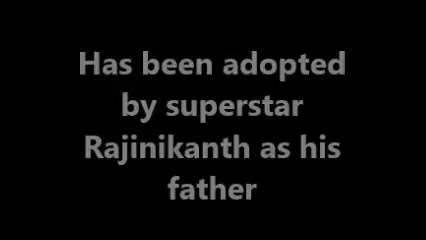 Has been adopted
by superstar
Rajinikanth as his
father